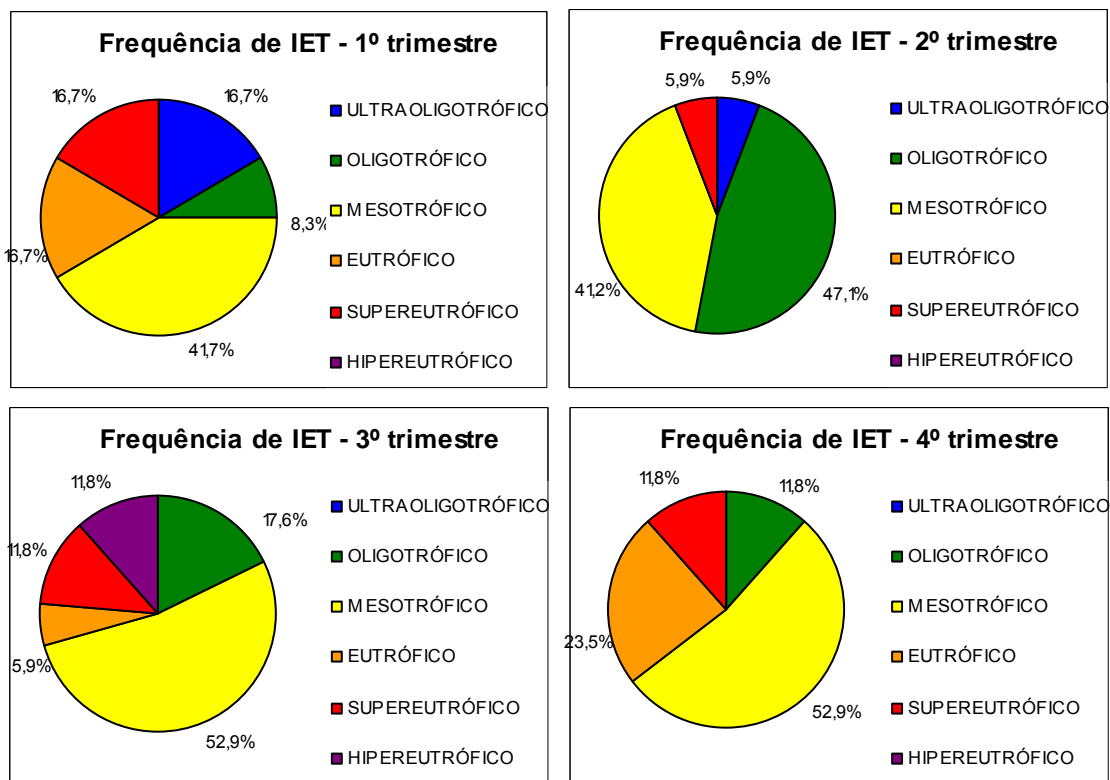 Frequência de IET - 1º trimestre
16,7%
16,7%
8,3%
41,7%
16,7%
ULTRAOLIGOTRÓFICO
OLIGOTRÓFICO
MESOTRÓFICO
EUTRÓFICO
SUPEREUTRÓFICO
HIPEREUTRÓFICO
Frequência de IET - 2º trimestre
5,9%
5,9%
47,1%
41,2%
ULTRAOLIGOTRÓFICO
OLIGOTRÓFICO
MESOTRÓFICO
EUTRÓFICO
SUPEREUTRÓFICO
HIPEREUTRÓFICO
Frequência de IET - 3º trimestre
11,8%
17,6%
11,8%
5,9%
52,9%
ULTRAOLIGOTRÓFICO
OLIGOTRÓFICO
MESOTRÓFICO
EUTRÓFICO
SUPEREUTRÓFICO
HIPEREUTRÓFICO
Frequência de IET - 4º trimestre
11,8%
11,8%
23,5%
52,9%
ULTRAOLIGOTRÓFICO
OLIGOTRÓFICO
MESOTRÓFICO
EUTRÓFICO
SUPEREUTRÓFICO
HIPEREUTRÓFICO